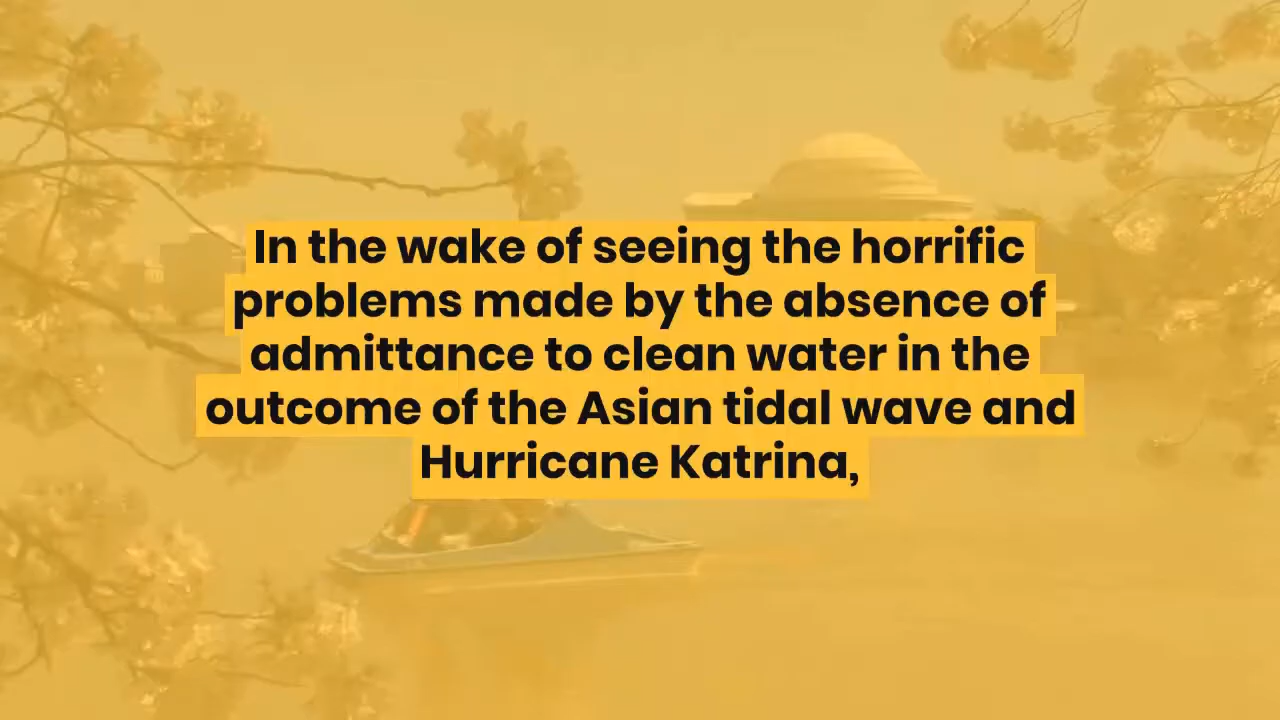 In the wake of seeing the horrific
problems made by the absence of
admittance to clean water in the
outcome of the Asian tidal wave and
Hurricane Katrina,